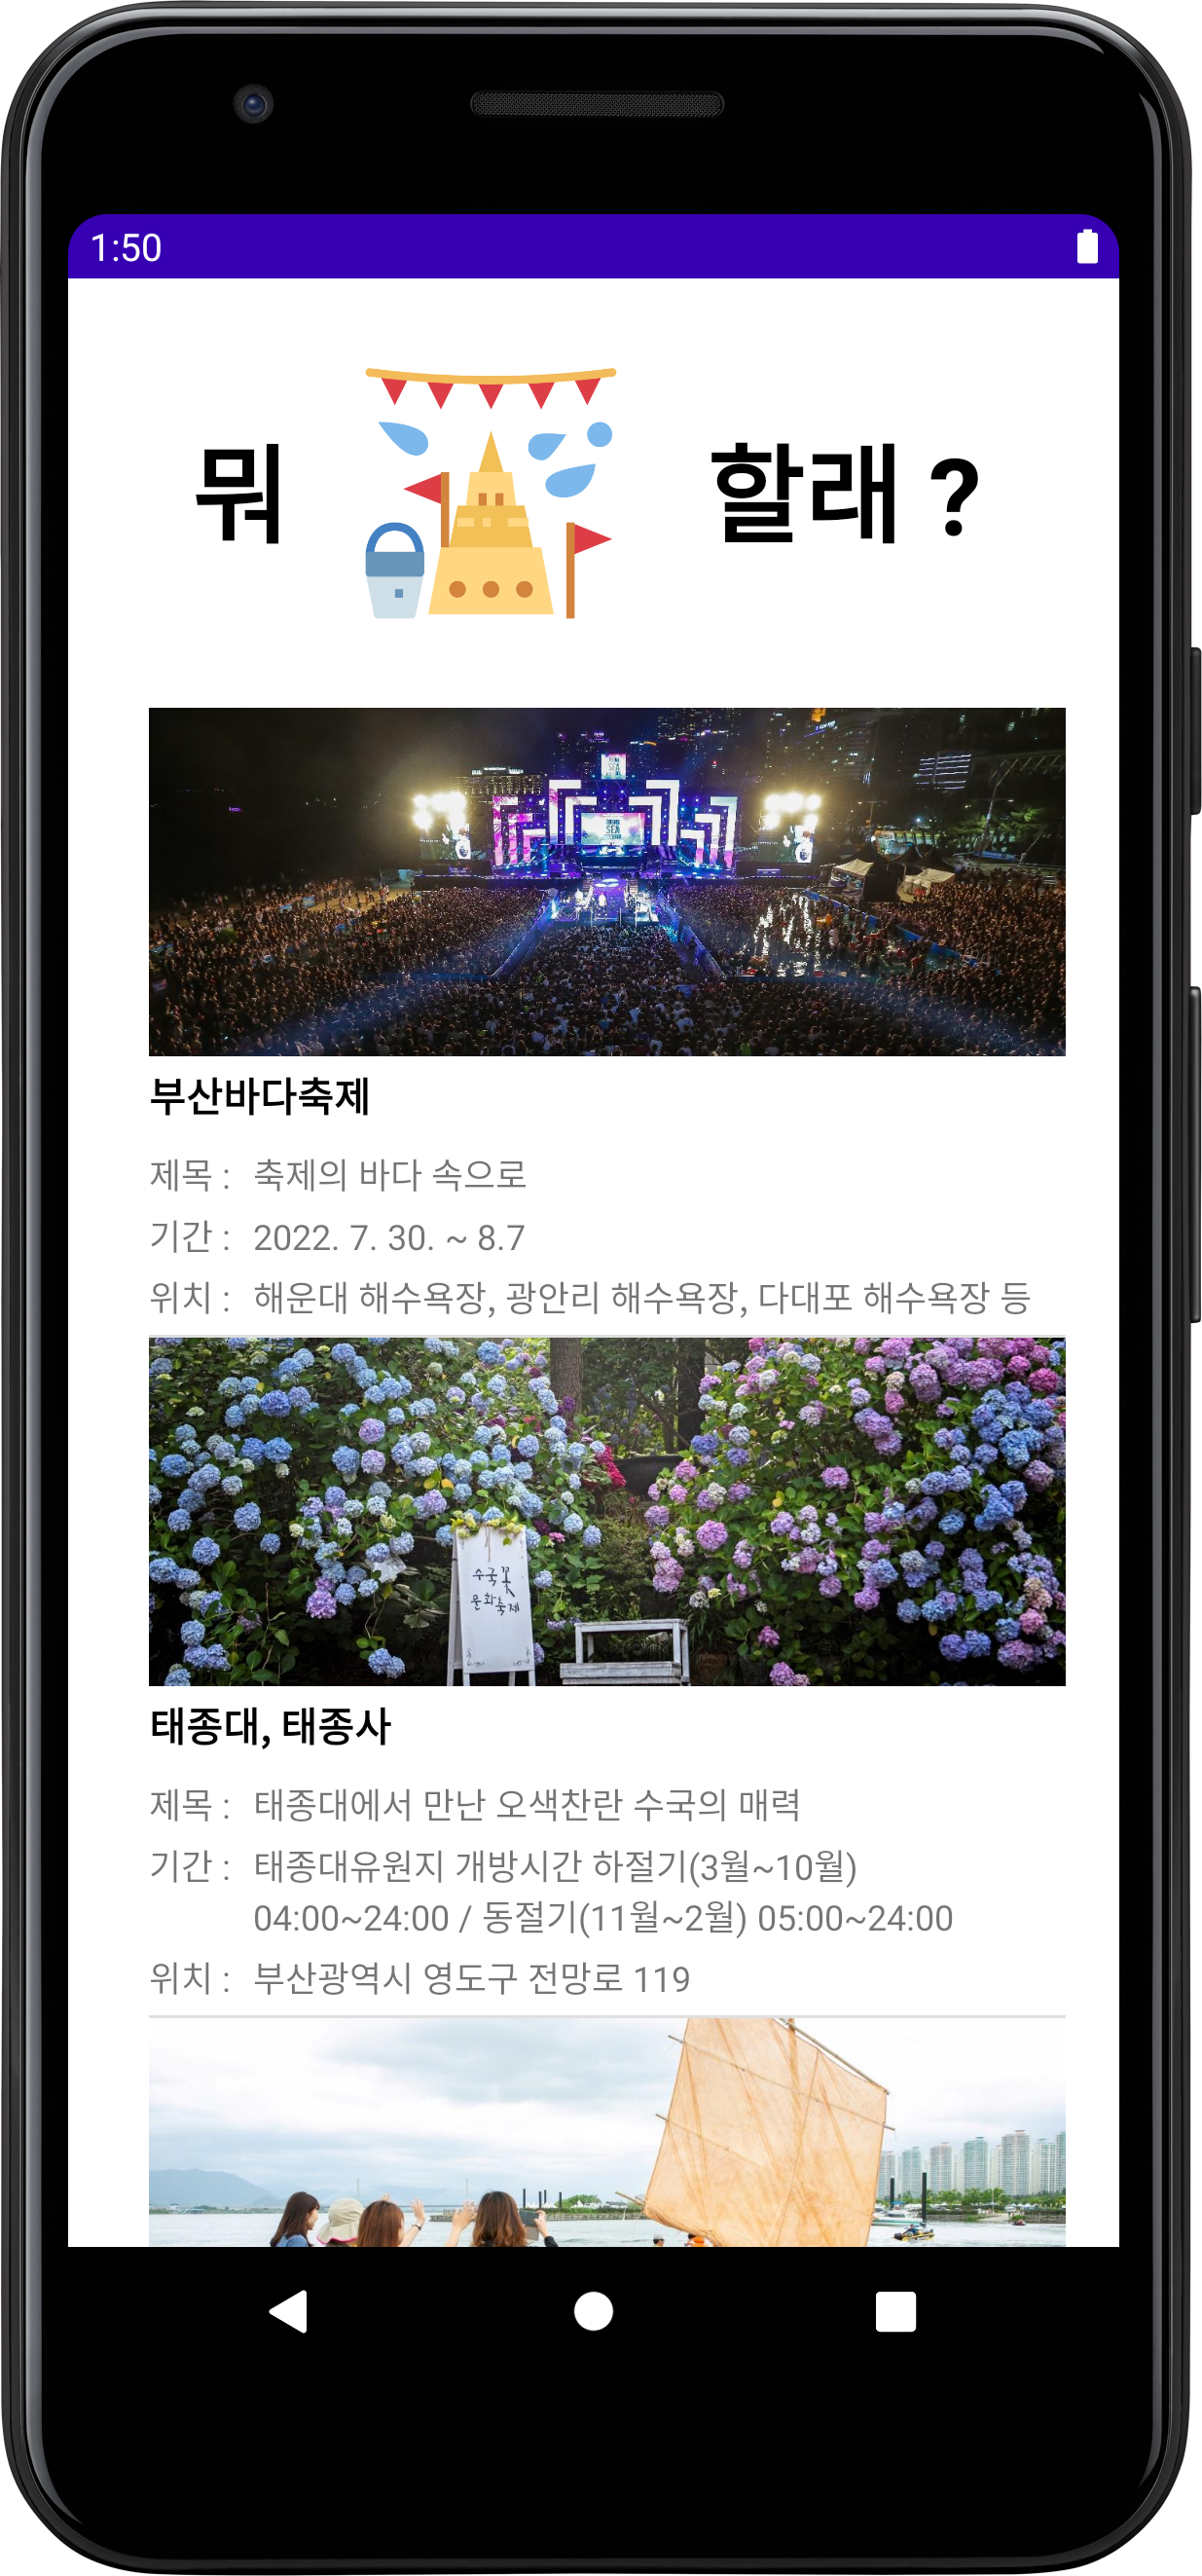 1:50
뭐 할래 ?
SEA
부산바다축제
제목 : 축제의 바다 속으로
기간 : 2022. 7. 30. ~ 8.7
위치 : 해운대 해수욕장, 광안리 해수욕장, 다대포 해수욕장 등
수국꽃
문화축제
태종대, 태종사
제목 : 태종대에서 만난 오색찬란 수국의 매력
기간 : 태종대유원지 개방시간 하절기(3월~10월)
04:00~24:00 / 동절기(11월~2월) 05:00~24:00
위치 : 부산광역시 영도구 전망로 119